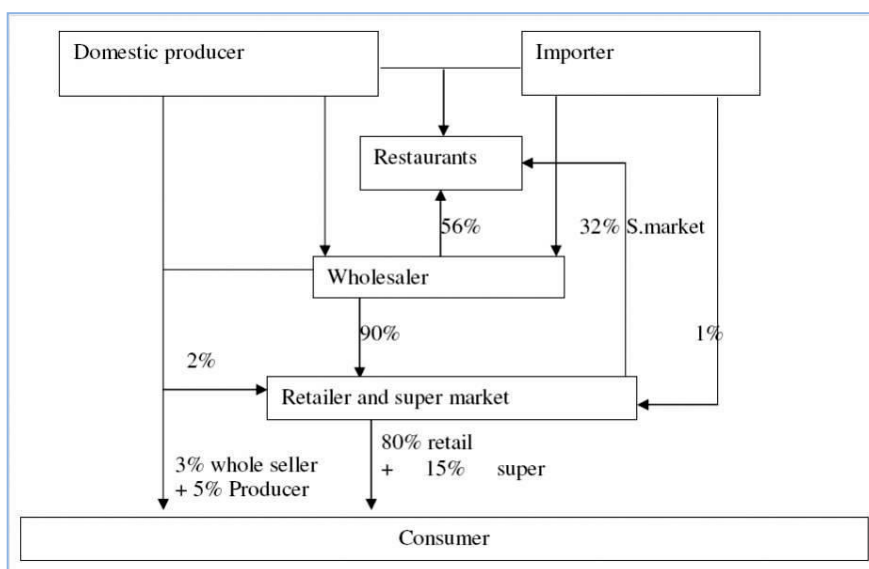 Domestic producer
Importer
Restaurants
56%
32% S.market
Wholesaler
90%
1%
2%
Retailer and super market
80% retail
+ 15% super
3% whole seller
+ 5% Producer
Consumer